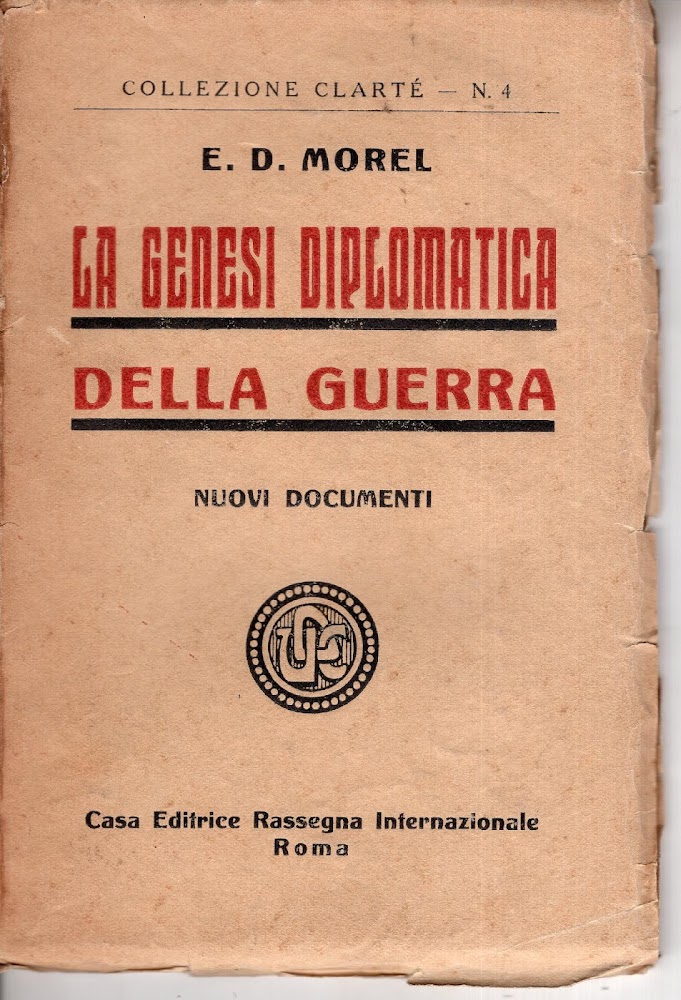 COLLEZIONE CLARTÉ — N. 4
E. D. MOREL
LA GENESI DIPLOMATICA
DELLA GUERRA
NUOVI DOCUMENTI
Casa Editrice Rassegna Internazionale
Roma